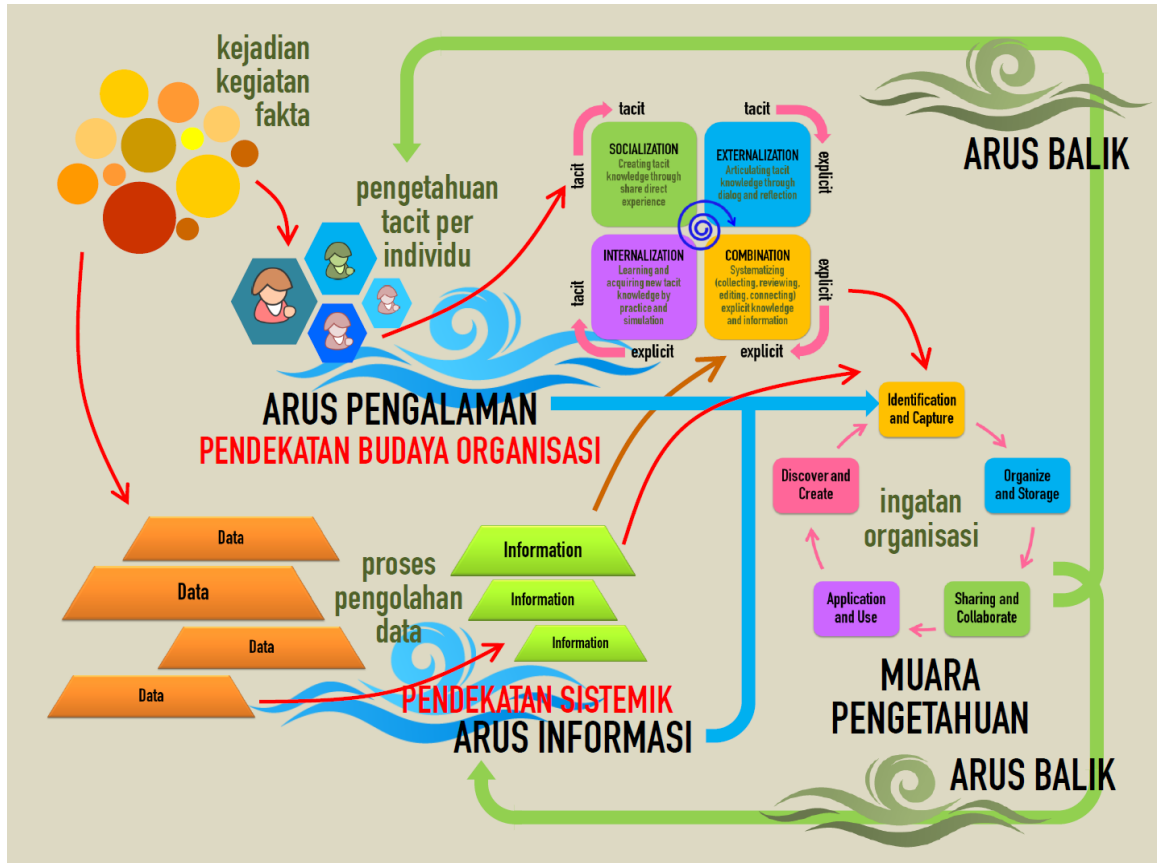 kejadian
kegiatan
fakta
ARUS BALIK
pengetahuan
tacit per
individu
tacit
tacit
tacit
explicit
SOCIALIZATION
Creating tacit
knowledge through
share direct
experience
EXTERNALIZATION
Articulating tacit
knowledge through
dialog and reflection
INTERNALIZATION
Learning and
acquiring new tacit
knowledge by
practice and
simulation
COMBINATION
Systematizing
(collecting, reviewing,
editing, connecting)
explicit knowledge
and information
tacit
explicit
explicit
explicit
ARUS PENGALAMAN
PENDEKATAN BUDAYA ORGANISASI
Identification
and Capture
Discover and
Create
Organize
and Storage
ingatan
organisasi
Application
and Use
Sharing and
Collaborate
Data
Data
Data
Data
proses
pengolahan
data
Information
Information
Information
PENDEKATAN SISTEMIK
ARUS INFORMASI
MUARA
PENGETAHUAN
ARUS BALIK